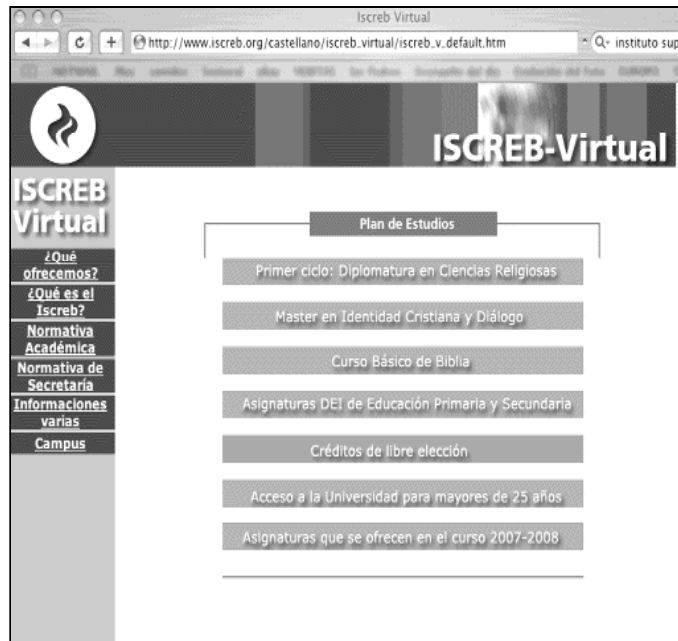 Iscreb Virtual
http://www.iscreb.org/castellano/iscreb_virtual/iscreb_v_default.htm
instituto sup
ISCREB-Virtual
ISCREB
Virtual
¿Qué
ofrecemos?
¿Qué es el
Iscreb?
Normativa
Académica
Normativa de
Secretaría
Informaciones
varias
Campus
Plan de Estudios
Primer ciclo: Diplomatura en Ciencias Religiosas
Master en Identidad Cristiana y Diálogo
Curso Básico de Biblia
Asignaturas DEI de Educación Primaria y Secundaria
Créditos de libre elección
Acceso a la Universidad para mayores de 25 años
Asignaturas que se ofrecen en el curso 2007-2008